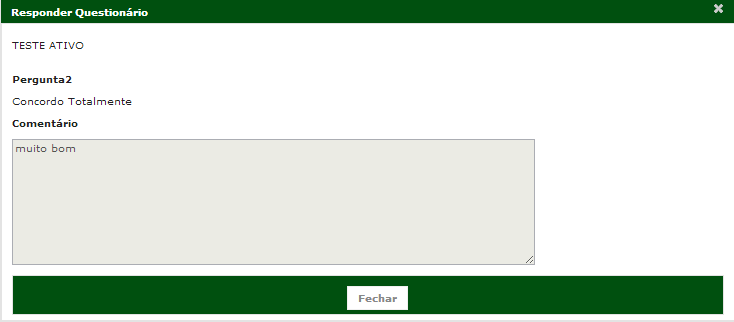 Responder Questionário
TESTE ATIVO
Pergunta2
Concordo Totalmente
Comentário
muito bom
Fechar